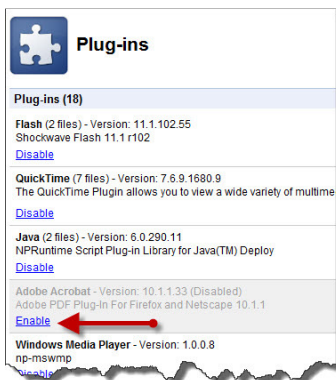 Plug-ins
Plug-ins (18)
Flash (2 files) - Version: 11.1.102.55
Shockwave Flash 11.1 r102
Disable
QuickTime (7 files) - Version: 7.6.9.1680.9
The QuickTime Plugin allows you to view a wide variety of multime
Disable
Java (2 files) - Version: 6.0.290.11
NPRuntime Script Plug-in Library for Java(TM) Deploy
Disable
Adobe Acrobat - Version: 10.1.1.33 (Disabled)
Adobe PDF Plug-In For Firefox and Netscape 10.1.1
Enable
Windows Media Player - Version: 1.0.0.8
np-mswmp
Disable